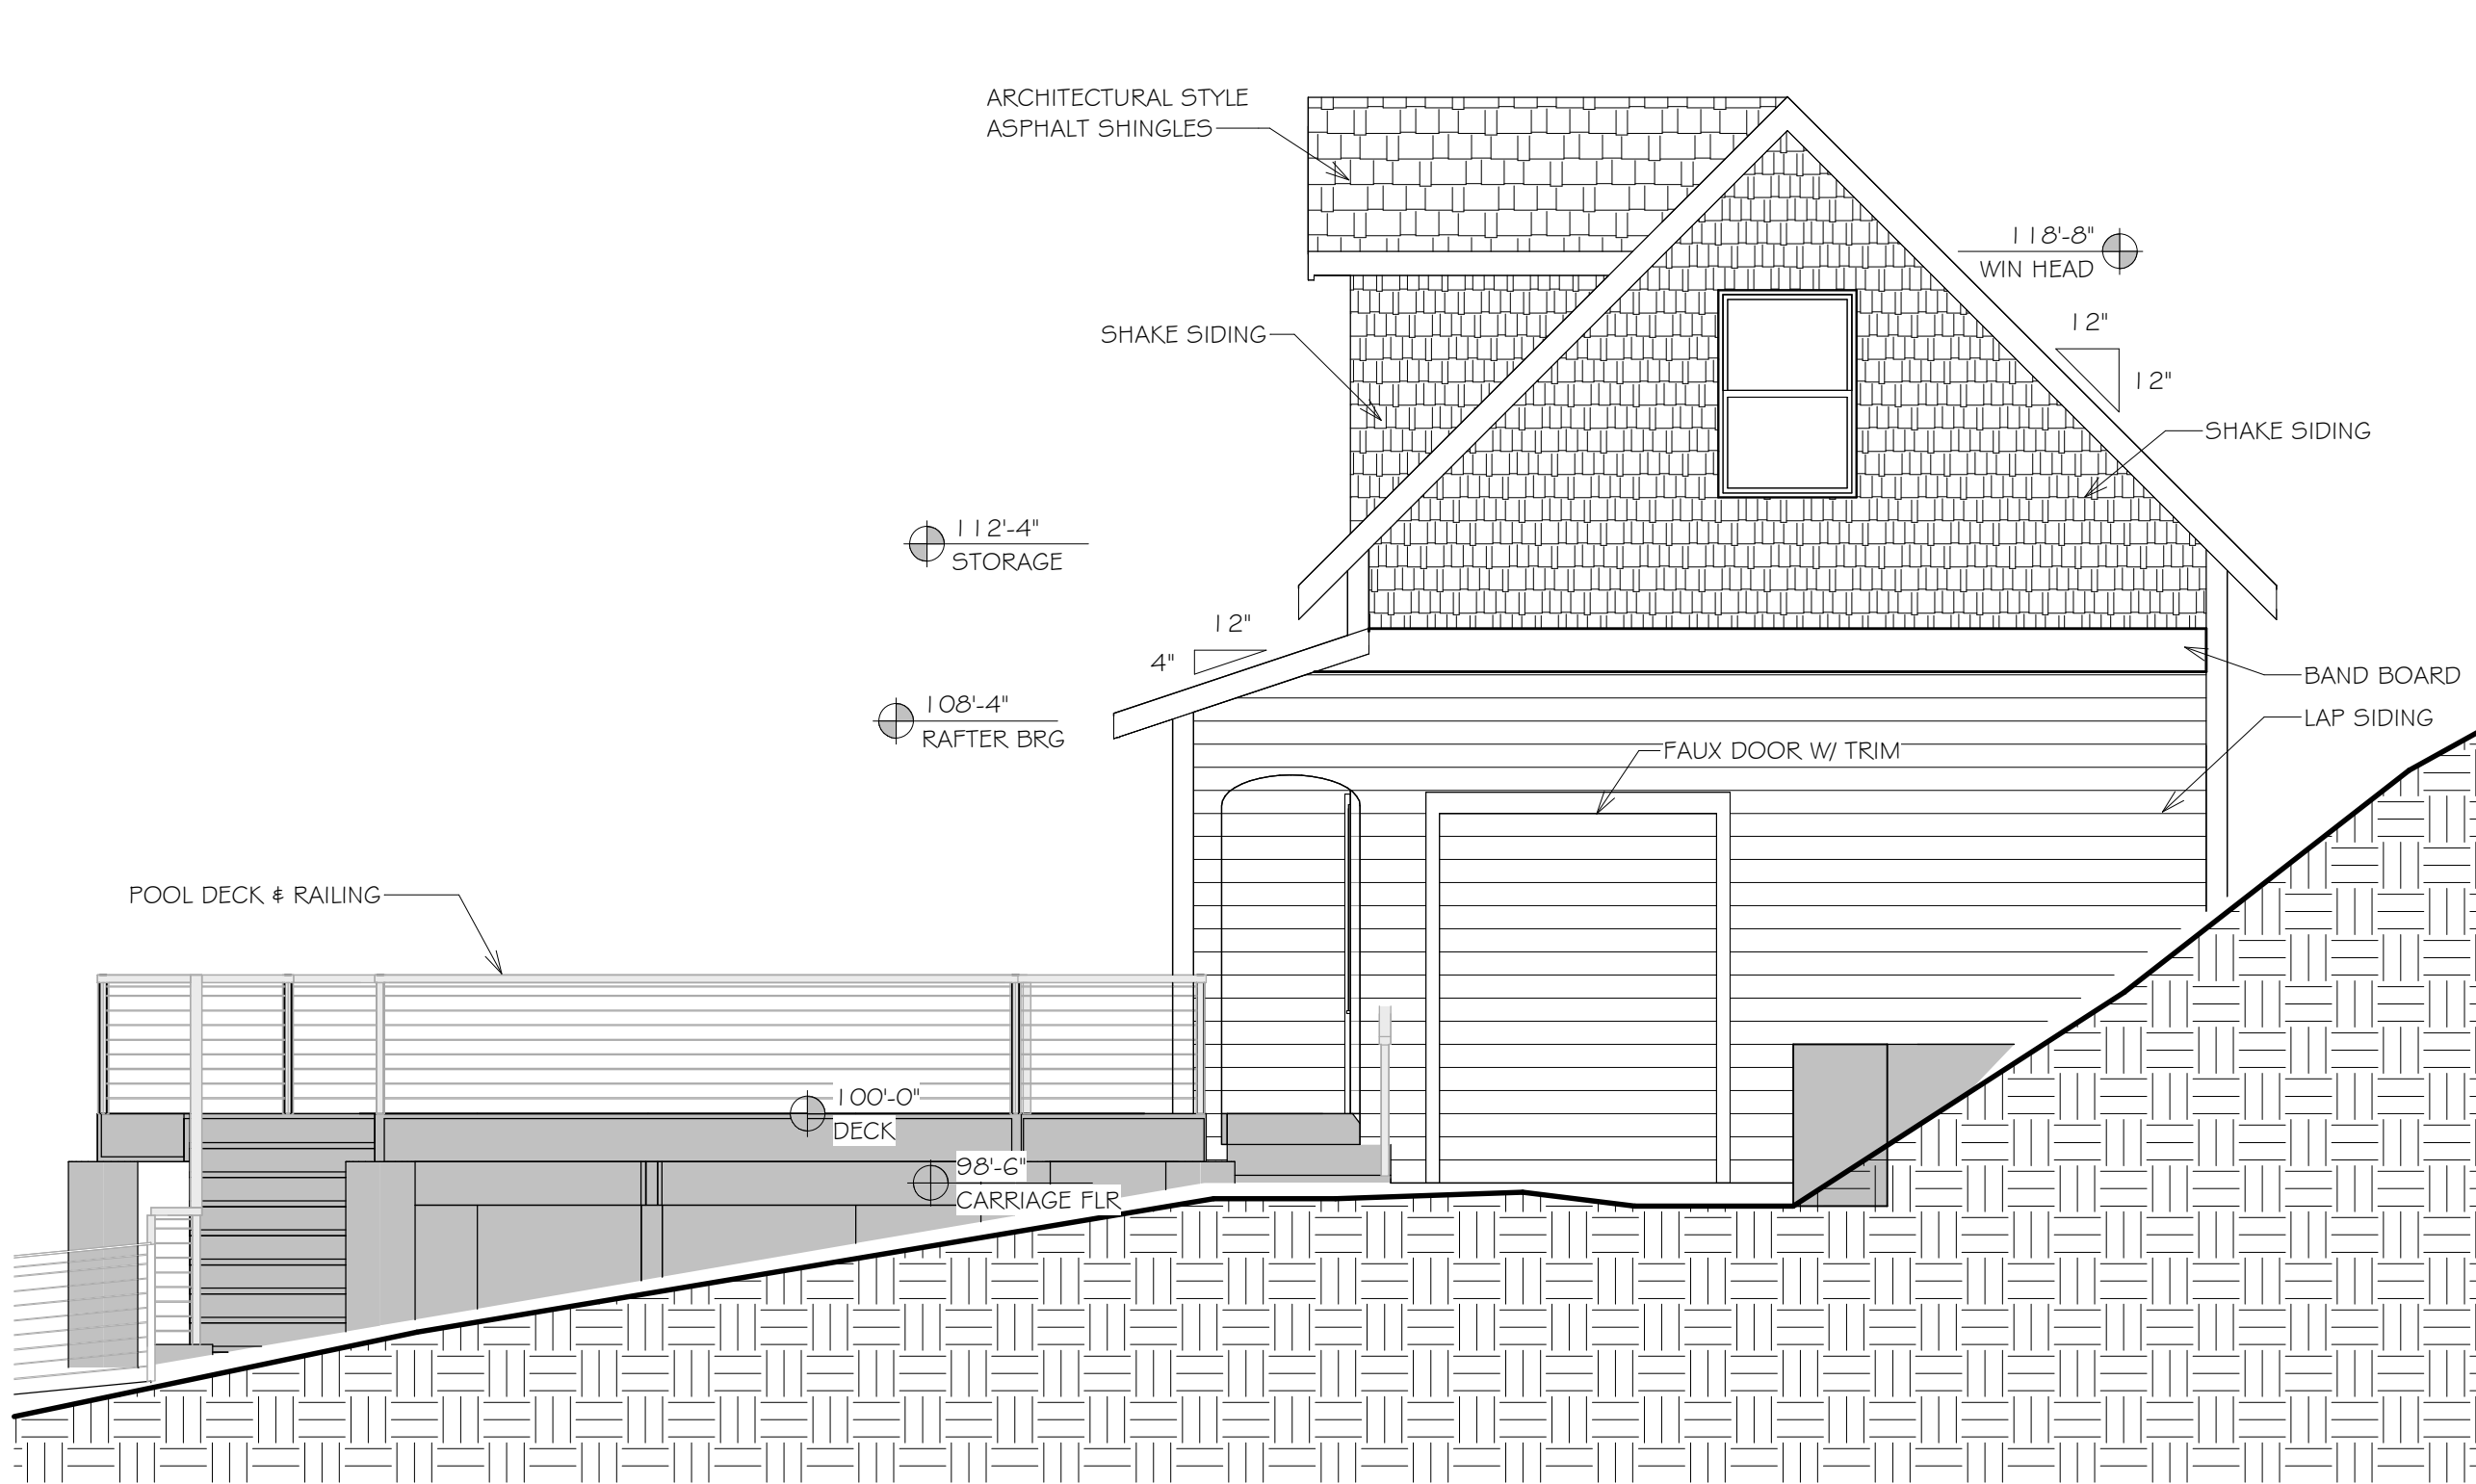 ARCHITECTURAL STYLE
ASPHALT SHINGLES
118'-8"
WIN HEAD
12"
12"
SHAKE SIDING
SHAKE SIDING
112'-4"
STORAGE
12"
4"
BAND BOARD
108'-4"
RAFTER BRG
LAP SIDING
FAUX DOOR W/ TRIM
POOL DECK & RAILING
100'-0"
DECK
98'-6"
CARRIAGE FLR